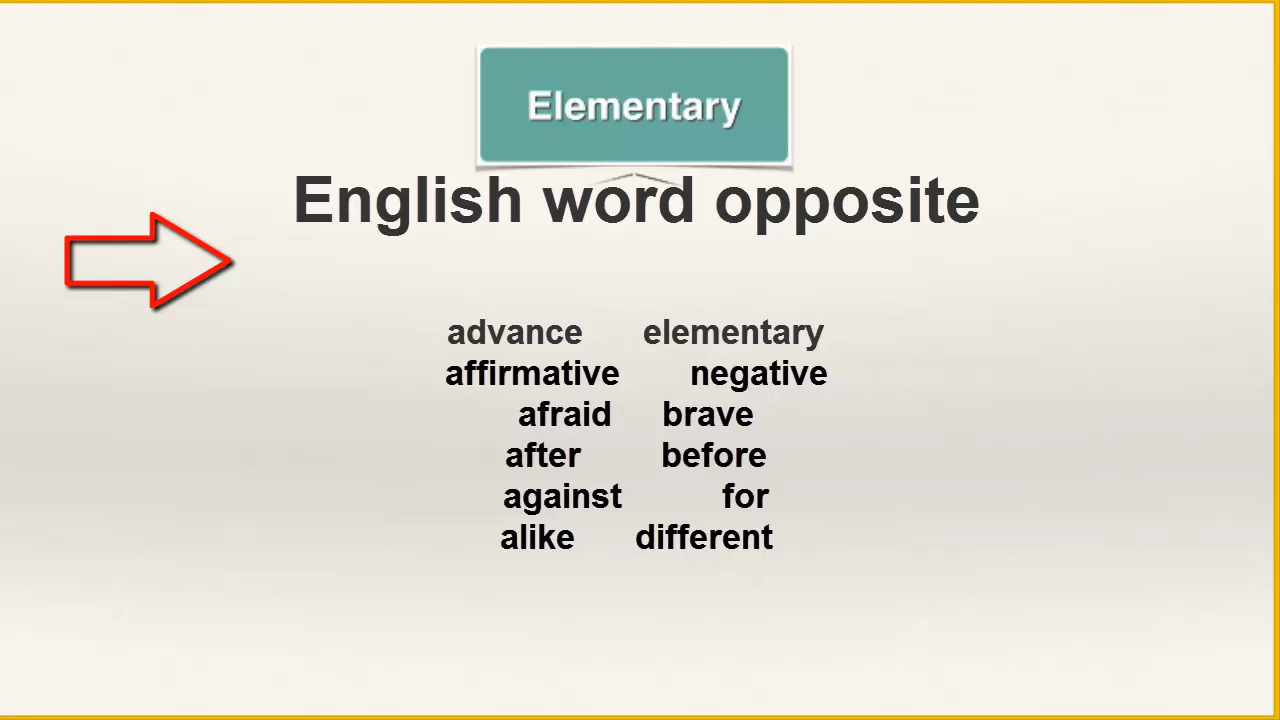 Elementary
English word opposite
advance elementary
affirmative negative
afraid brave
after before
against for
alike different